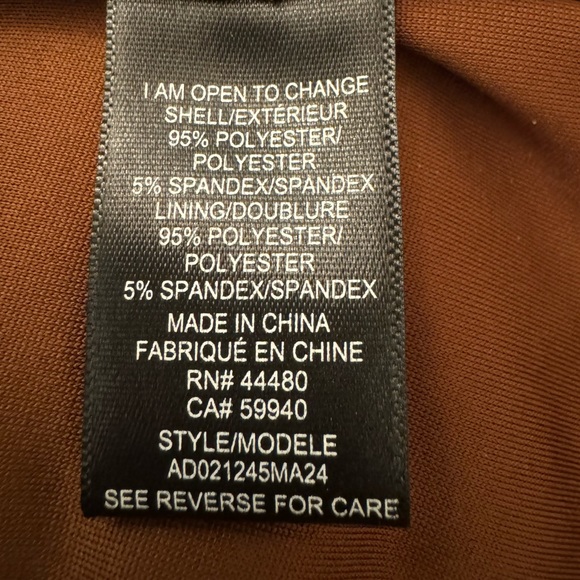 I AM OPEN TO CHANGE
SHELL/EXTÉRIEUR
95% POLYESTER/
POLYESTER
5% SPANDEX/SPANDEX
LINING/DOUBLURE
95% POLYESTER/
POLYESTER
5% SPANDEX/SPANDEX
MADE IN CHINA
FABRIQUÉ EN CHINE
RN# 44480
CA# 59940
STYLE/MODELE
AD021245MA24
SEE REVERSE FOR CARE